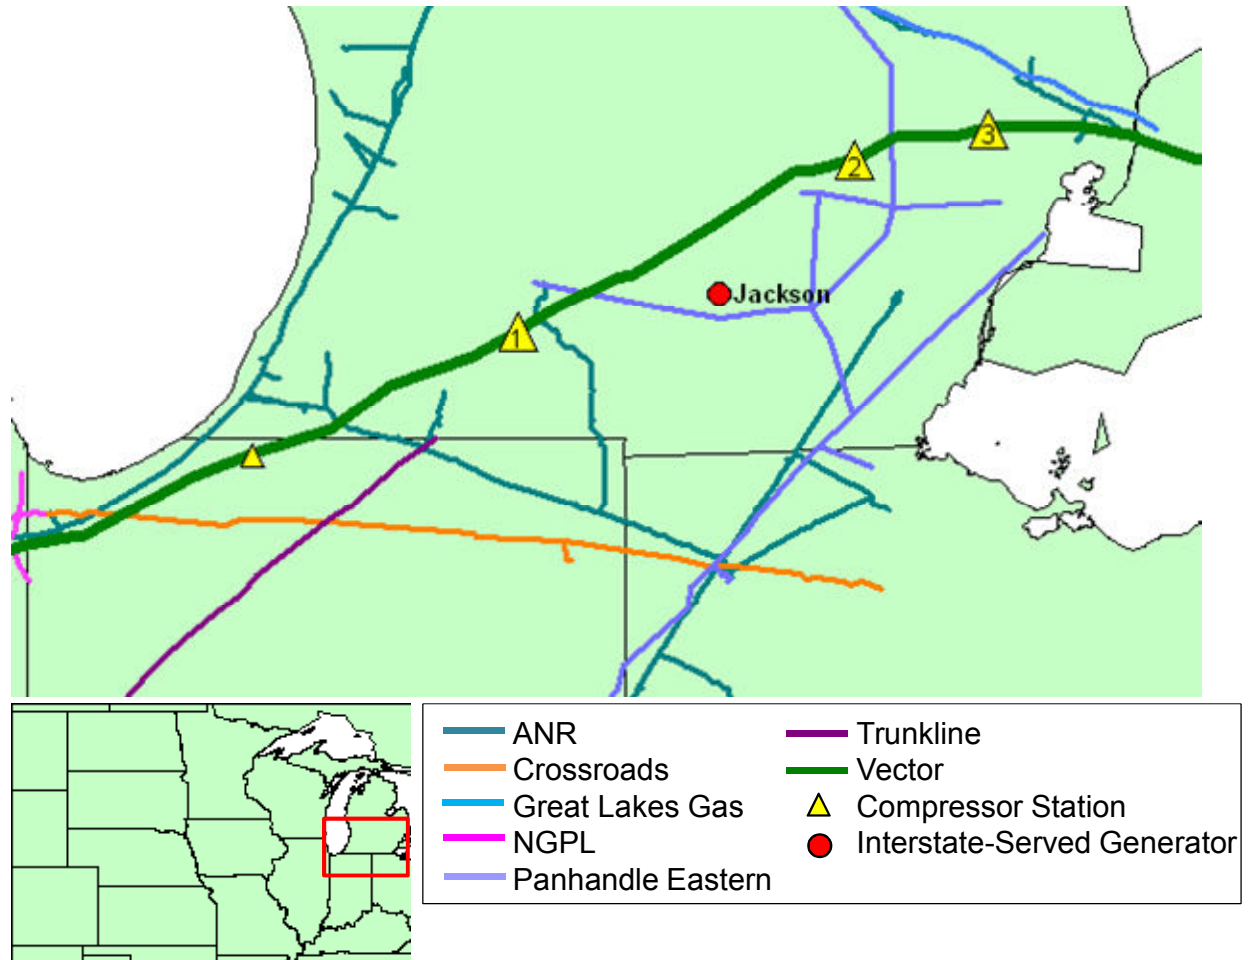 3
2
Jackson
1
ANR
Crossroads
Great Lakes Gas
NGPL
Panhandle Eastern
Trunkline
Vector
Compressor Station
Interstate-Served Generator